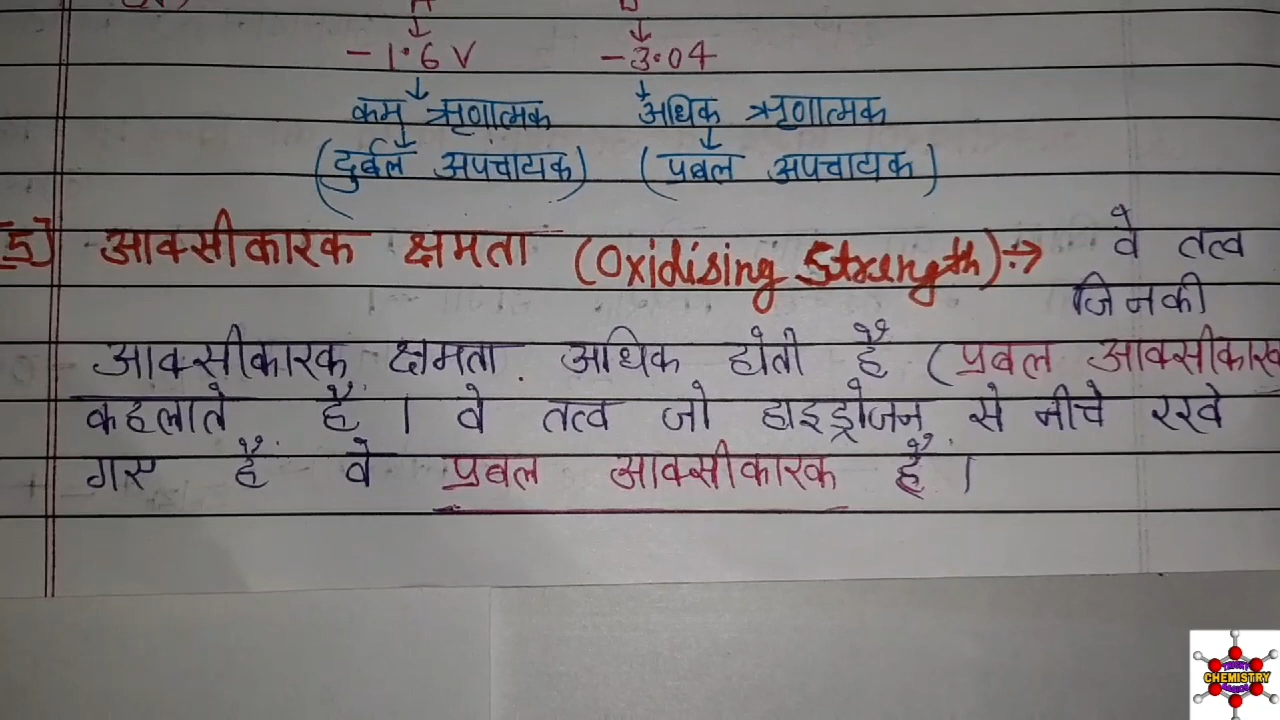 ↓ ↓
-1.6 V -3.04
↓ ↓
कम ऋणात्मक अधिक ऋणात्मक
↓ ↓
(दुर्बल अपचायक) (प्रबल अपचायक)
5] आक्सीकारक क्षमता (Oxidising Strength) :→ वे तत्व
जिनकी
आक्सीकारक क्षमता अधिक होती हैं (प्रबल आक्सीकारक
कहलाते हैं । वे तत्व जो हाइड्रोजन से नीचे रखे
गए हैं वे प्रबल आक्सीकारक हैं ।
CHEMISTRY